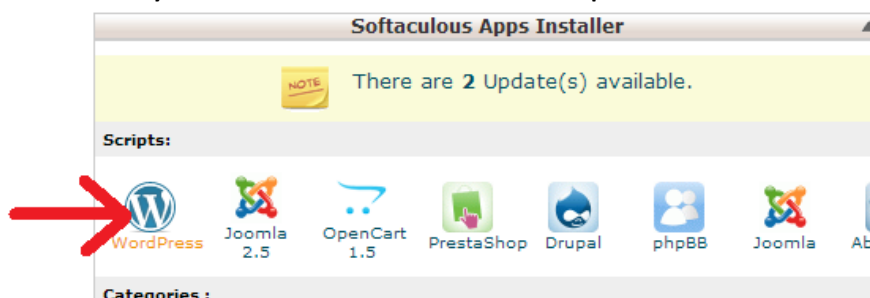 Softaculous Apps Installer
NOTE There are 2 Update(s) available.
Scripts:
WordPress Joomla 2.5 OpenCart 1.5 PrestaShop Drupal phpBB Joomla Ab
Categories :